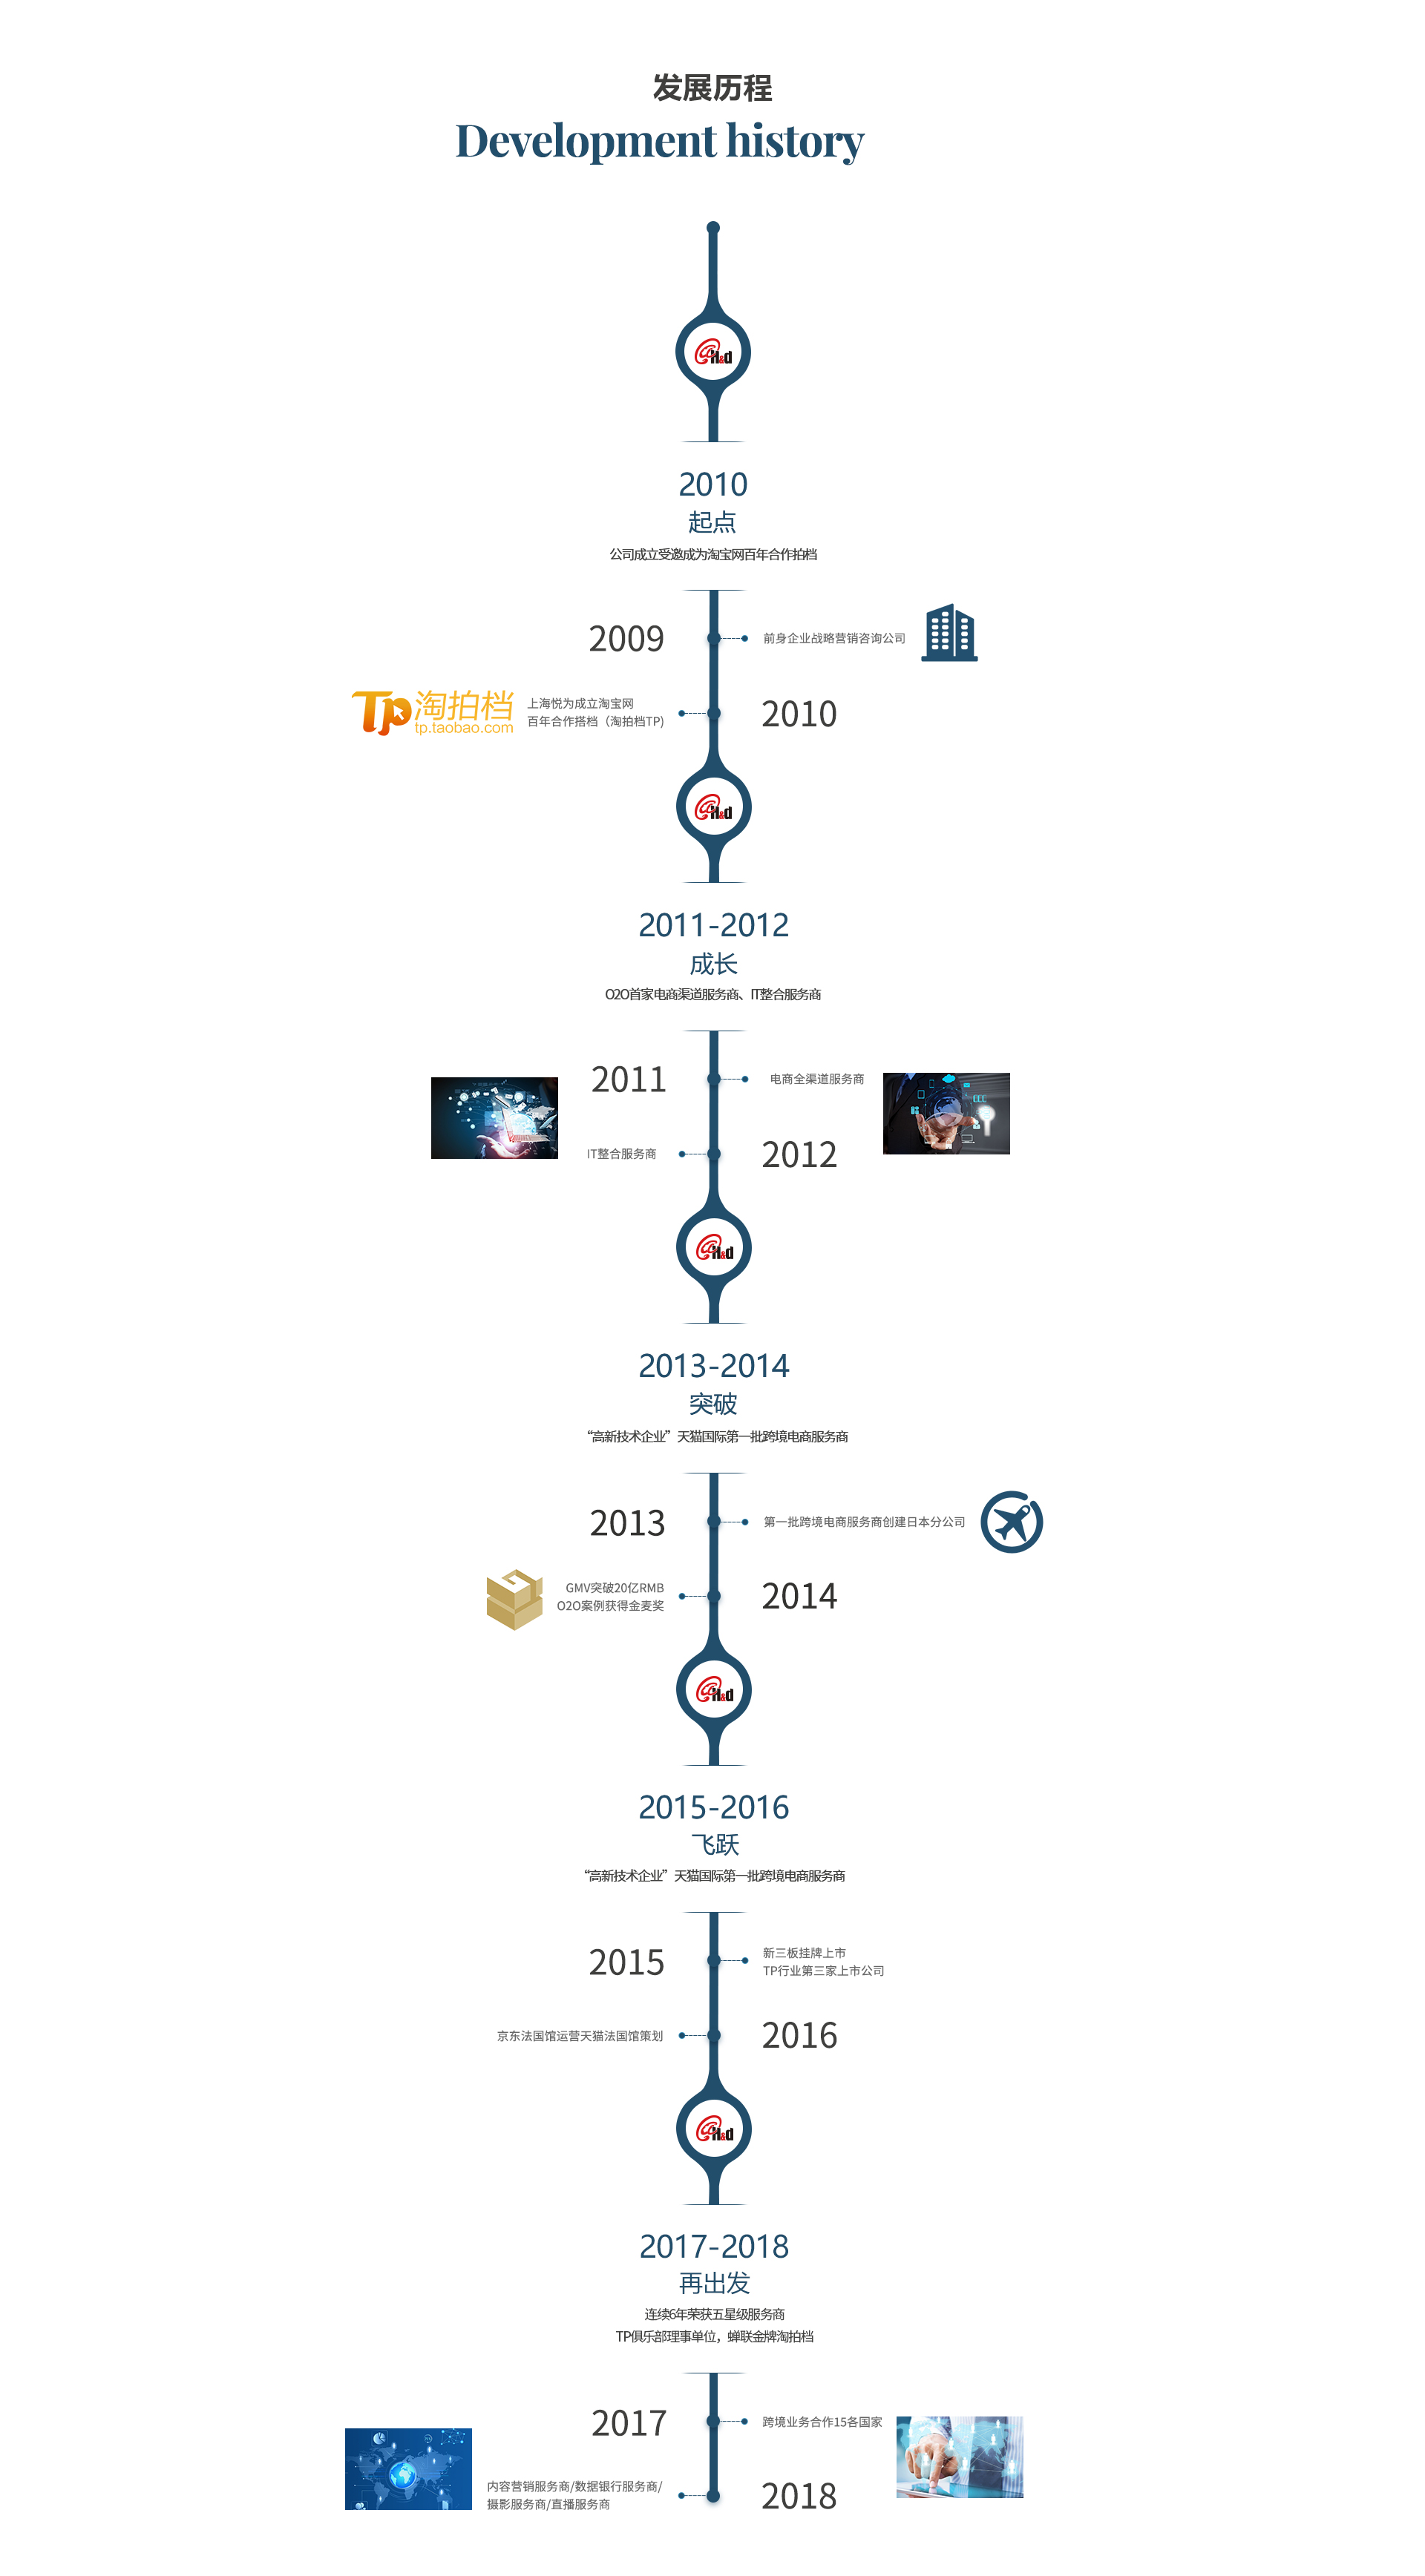 发展历程
Development history
@H&d
2010
起点
公司成立受邀成为淘宝网百年合作拍档
2009
前身企业战略营销咨询公司
Tp淘拍档
tp.taobao.com
上海悦为成立淘宝网
百年合作搭档（淘拍档TP)
2010
@H&d
2011-2012
成长
O2O首家电商渠道服务商、IT整合服务商
2011
电商全渠道服务商
IT整合服务商
2012
@H&d
2013-2014
突破
“高新技术企业”天猫国际第一批跨境电商服务商
2013
第一批跨境电商服务商创建日本分公司
GMV突破20亿RMB
O2O案例获得金麦奖
2014
@H&d
2015-2016
飞跃
“高新技术企业”天猫国际第一批跨境电商服务商
2015
新三板挂牌上市
TP行业第三家上市公司
京东法国馆运营天猫法国馆策划
2016
@H&d
2017-2018
再出发
连续6年荣获五星级服务商
TP俱乐部理事单位，蝉联金牌淘拍档
2017
跨境业务合作15各国家
内容营销服务商/数据银行服务商/
摄影服务商/直播服务商
2018